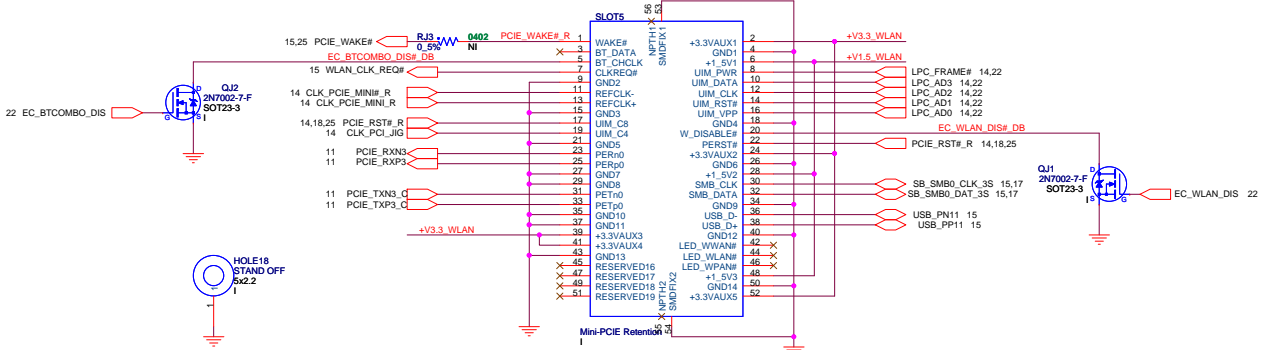 56 53
SLOT5
NPTH1 SMDFIX1
15,25 PCIE_WAKE# RJ3 0402 PCIE_WAKE#_R 1 WAKE# +3.3VAUX1 2 +V3.3_WLAN
0_5% NI
3 BT_DATA GND1 4
EC_BTCOMBO_DIS#_DB 5 BT_CHCLK +1_5V1 6 +V1.5_WLAN
15 WLAN_CLK_REQ# 7 CLKREQ# UIM_PWR 8 LPC_FRAME# 14,22
9 GND2 UIM_DATA 10 LPC_AD3 14,22
14 CLK_PCIE_MINI#_R 11 REFCLK- UIM_CLK 12 LPC_AD2 14,22
14 CLK_PCIE_MINI_R 13 REFCLK+ UIM_RST# 14 LPC_AD1 14,22
15 GND3 UIM_VPP 16 LPC_AD0 14,22
14,18,25 PCIE_RST#_R 17 UIM_C8 GND4 18
14 CLK_PCI_JIG 19 UIM_C4 W_DISABLE# 20 EC_WLAN_DIS#_DB
21 GND5 PERST# 22 PCIE_RST#_R 14,18,25
11 PCIE_RXN3 23 PERn0 +3.3VAUX2 24
11 PCIE_RXP3 25 PERp0 GND6 26
27 GND7 +1_5V2 28
29 GND8 SMB_CLK 30 SB_SMB0_CLK_3S 15,17
11 PCIE_TXN3_C 31 PETn0 SMB_DATA 32 SB_SMB0_DAT_3S 15,17
11 PCIE_TXP3_C 33 PETp0 GND9 34
35 GND10 USB_D- 36 USB_PN11 15
37 GND11 USB_D+ 38 USB_PP11 15
+V3.3_WLAN 39 +3.3VAUX3 GND12 40
41 +3.3VAUX4 LED_WWAN# 42
43 GND13 LED_WLAN# 44
45 RESERVED16 LED_WPAN# 46
47 RESERVED17 +1_5V3 48
49 RESERVED18 GND14 50
51 RESERVED19 +3.3VAUX5 52
NPTH2 SMDFIX2
55 54
Mini-PCIE Retention
I
QJ2
2N7002-7-F
SOT23-3
I
D
G S
22 EC_BTCOMBO_DIS
QJ1
2N7002-7-F
SOT23-3
I
D
S G
EC_WLAN_DIS 22
HOLE18
STAND OFF
5x2.2
I
1
1